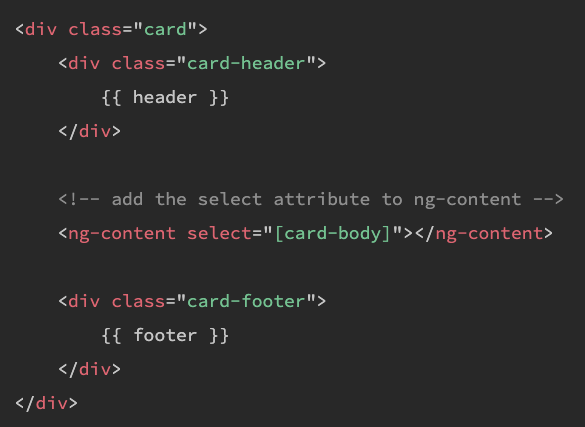 <div class="card">
    <div class="card-header">
        {{ header }}
    </div>

    <!-- add the select attribute to ng-content -->
    <ng-content select="[card-body]"></ng-content>

    <div class="card-footer">
        {{ footer }}
    </div>
</div>